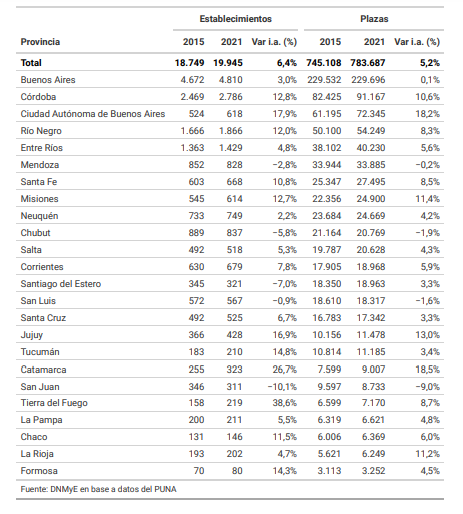 Establecimientos Plazas
Provincia 2015 2021 Var i.a. (%) 2015 2021 Var i.a. (%)
Total 18.749 19.945 6,4% 745.108 783.687 5,2%
Buenos Aires 4.672 4.810 3,0% 229.532 229.696 0,1%
Córdoba 2.469 2.786 12,8% 82.425 91.167 10,6%
Ciudad Autónoma de Buenos Aires 524 618 17,9% 61.195 72.345 18,2%
Río Negro 1.666 1.866 12,0% 50.100 54.249 8,3%
Entre Ríos 1.363 1.429 4,8% 38.102 40.230 5,6%
Mendoza 852 828 −2,8% 33.944 33.885 −0,2%
Santa Fe 603 668 10,8% 25.347 27.495 8,5%
Misiones 545 614 12,7% 22.356 24.900 11,4%
Neuquén 733 749 2,2% 23.684 24.669 4,2%
Chubut 889 837 −5,8% 21.164 20.769 −1,9%
Salta 492 518 5,3% 19.787 20.628 4,3%
Corrientes 630 679 7,8% 17.905 18.968 5,9%
Santiago del Estero 345 321 −7,0% 18.350 18.963 3,3%
San Luis 572 567 −0,9% 18.610 18.317 −1,6%
Santa Cruz 492 525 6,7% 16.783 17.342 3,3%
Jujuy 366 428 16,9% 10.156 11.478 13,0%
Tucumán 183 210 14,8% 10.814 11.185 3,4%
Catamarca 255 323 26,7% 7.599 9.007 18,5%
San Juan 346 311 −10,1% 9.597 8.733 −9,0%
Tierra del Fuego 158 219 38,6% 6.599 7.170 8,7%
La Pampa 200 211 5,5% 6.319 6.621 4,8%
Chaco 131 146 11,5% 6.006 6.369 6,0%
La Rioja 193 202 4,7% 5.621 6.249 11,2%
Formosa 70 80 14,3% 3.113 3.252 4,5%
Fuente: DNMyE en base a datos del PUNA